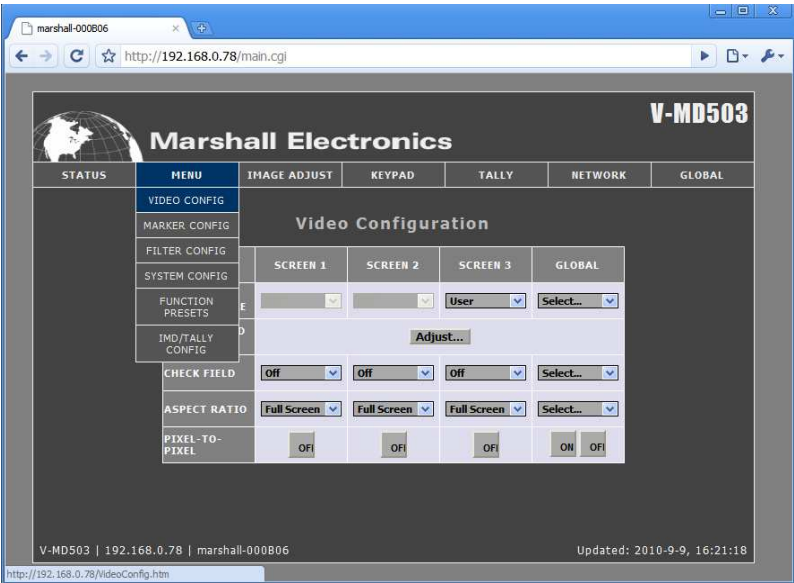 marshall-000B06
http://192.168.0.78/main.cgi
V-MD503
Marshall Electronics
STATUS MENU IMAGE ADJUST KEYPAD TALLY NETWORK GLOBAL
VIDEO CONFIG
MARKER CONFIG
FILTER CONFIG
SYSTEM CONFIG
FUNCTION
PRESETS
IMD/TALLY
CONFIG
Video Configuration
SCREEN 1 SCREEN 2 SCREEN 3 GLOBAL
E User Select...
Adjust...
CHECK FIELD Off Off Off Select...
ASPECT RATIO Full Screen Full Screen Full Screen Select...
PIXEL-TO-
PIXEL OFF OFF OFF ON OFF
V-MD503 | 192.168.0.78 | marshall-000B06 Updated: 2010-9-9, 16:21:18
http://192.168.0.78/VideoConfig.htm